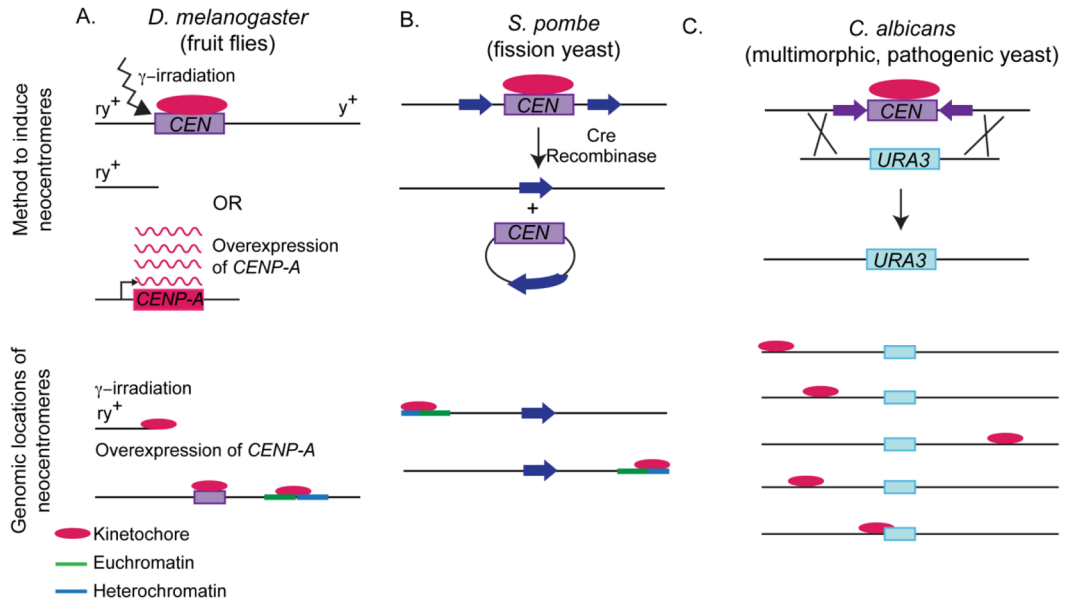 A.
D. melanogaster
(fruit flies)
γ-irradiation
ry+
y+
CEN
ry+
OR
Overexpression
of CENP-A
CENP-A
B.
S. pombe
(fission yeast)
CEN
Cre
Recombinase
+
CEN
C.
C. albicans
(multimorphic, pathogenic yeast)
CEN
URA3
URA3
Method to induce
neocentromeres
Genomic locations of
neocentromeres
γ-irradiation
ry+
Overexpression of CENP-A
Kinetochore
Euchromatin
Heterochromatin